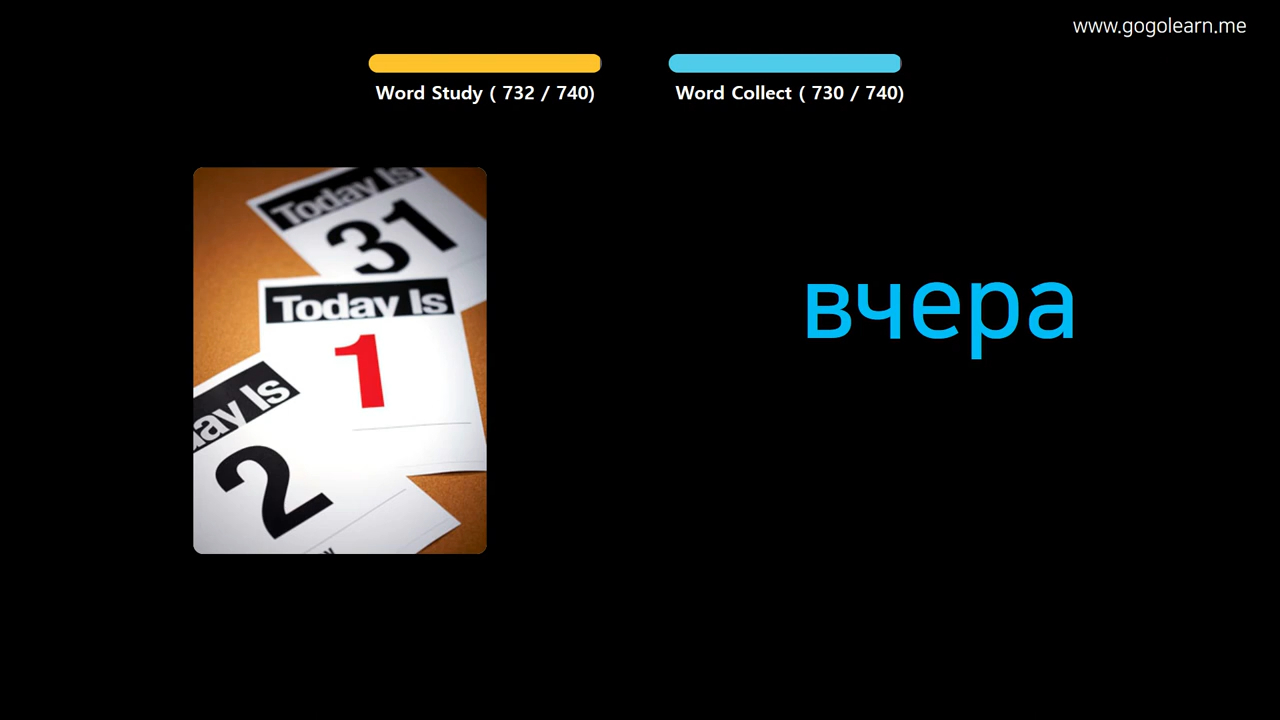 www.gogolearn.me
Word Study ( 732 / 740)
Word Collect ( 730 / 740)
Today Is
31
Today Is
1
ay Is
2
вчера